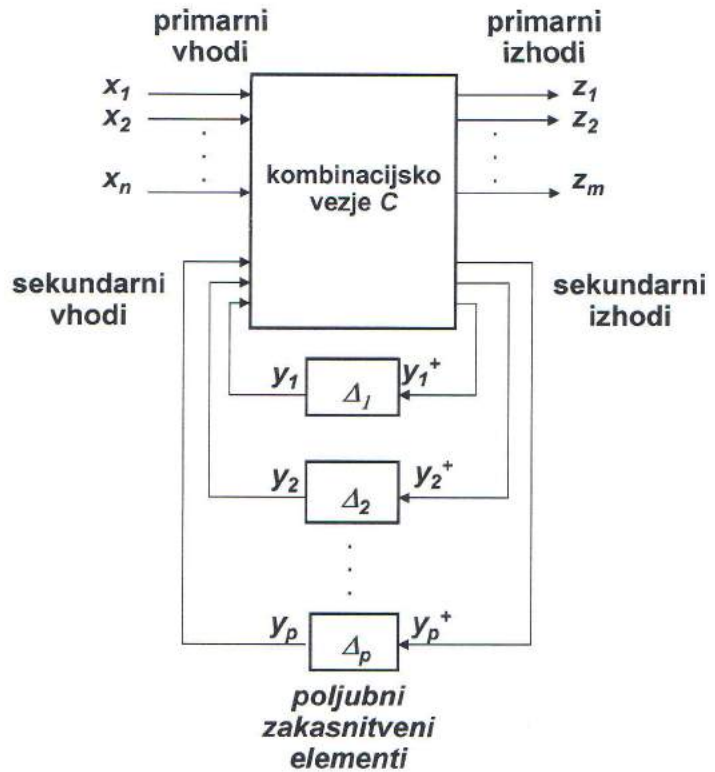 primarni
vhodi
primarni
izhodi
x1
x2
xn
kombinacijsko
vezje C
z1
z2
zm
sekundarni
vhodi
sekundarni
izhodi
y1
Δ1
y1+
y2
Δ2
y2+
yp
Δp
yp+
poljubni
zakasnitveni
elementi